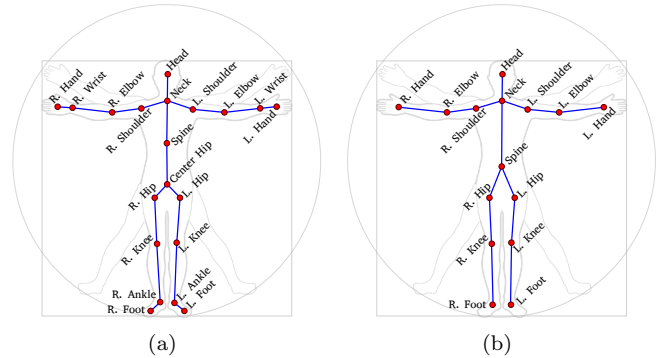 Head
R. Hand
R. Wrist
R. Elbow
Neck
L. Shoulder
L. Elbow
L. Wrist
R. Shoulder
L. Hand
Spine
Center Hip
R. Hip
L. Hip
R. Knee
L. Knee
R. Ankle
L. Ankle
R. Foot
L. Foot
(a)
Head
R. Hand
R. Elbow
Neck
L. Shoulder
L. Elbow
R. Shoulder
L. Hand
Spine
R. Hip
L. Hip
R. Knee
L. Knee
R. Foot
L. Foot
(b)